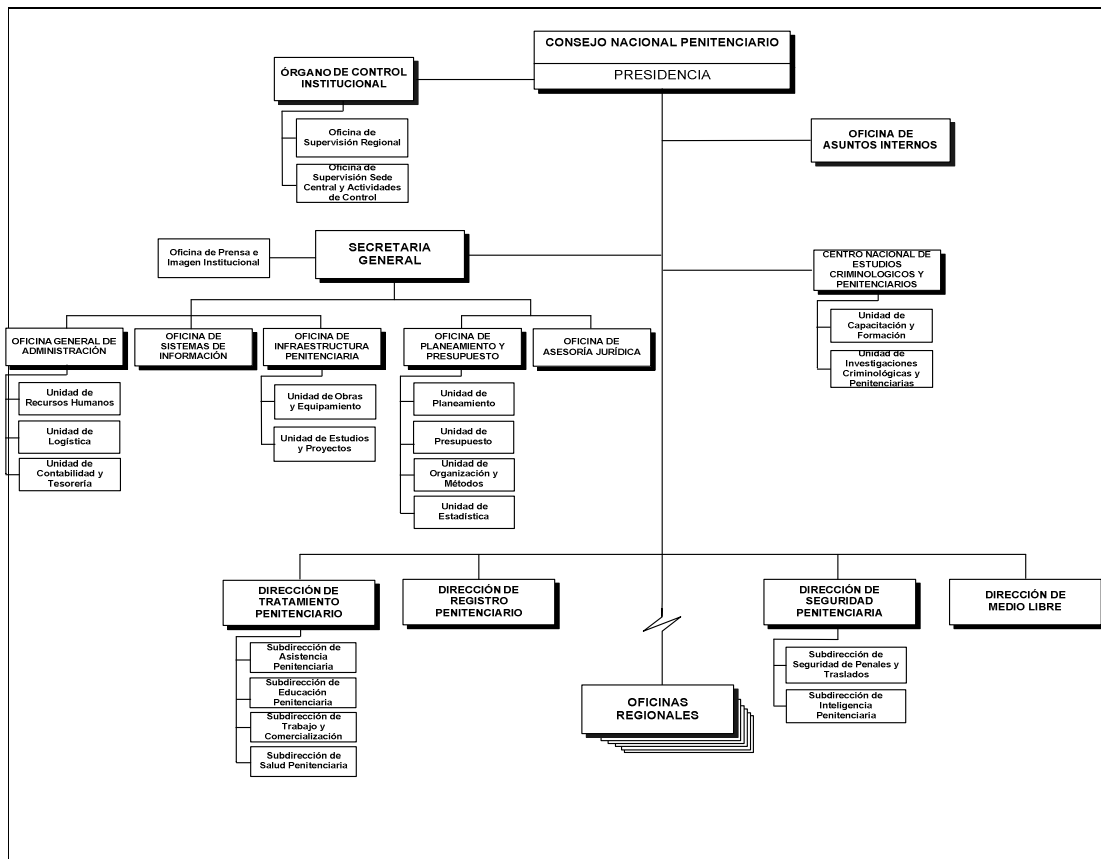 CONSEJO NACIONAL PENITENCIARIO
PRESIDENCIA
ÓRGANO DE CONTROL
INSTITUCIONAL
Oficina de
Supervisión Regional
Oficina de
Supervisión Sede
Central y Actividades
de Control
OFICINA DE
ASUNTOS INTERNOS
Oficina de Prensa e
Imagen Institucional
SECRETARIA
GENERAL
CENTRO NACIONAL DE
ESTUDIOS
CRIMINOLOGICOS Y
PENITENCIARIOS
Unidad de
Capacitación y
Formación
Unidad de
Investigaciones
Criminológicas y
Penitenciarias
OFICINA GENERAL DE
ADMINISTRACIÓN
Unidad de
Recursos Humanos
Unidad de
Logística
Unidad de
Contabilidad y
Tesorería
OFICINA DE
SISTEMAS DE
INFORMACIÓN
OFICINA DE
INFRAESTRUCTURA
PENITENCIARIA
Unidad de Obras
y Equipamiento
Unidad de Estudios
y Proyectos
OFICINA DE
PLANEAMIENTO Y
PRESUPUESTO
Unidad de
Planeamiento
Unidad de
Presupuesto
Unidad de
Organización y
Métodos
Unidad de
Estadística
OFICINA DE
ASESORÍA JURÍDICA
DIRECCIÓN DE
TRATAMIENTO
PENITENCIARIO
Subdirección de
Asistencia
Penitenciaria
Subdirección de
Educación
Penitenciaria
Subdirección de
Trabajo y
Comercialización
Subdirección de
Salud Penitenciaria
DIRECCIÓN DE
REGISTRO
PENITENCIARIO
OFICINAS
REGIONALES
DIRECCIÓN DE
SEGURIDAD
PENITENCIARIA
Subdirección de
Seguridad de Penales y
Traslados
Subdirección de
Inteligencia
Penitenciaria
DIRECCIÓN DE
MEDIO LIBRE